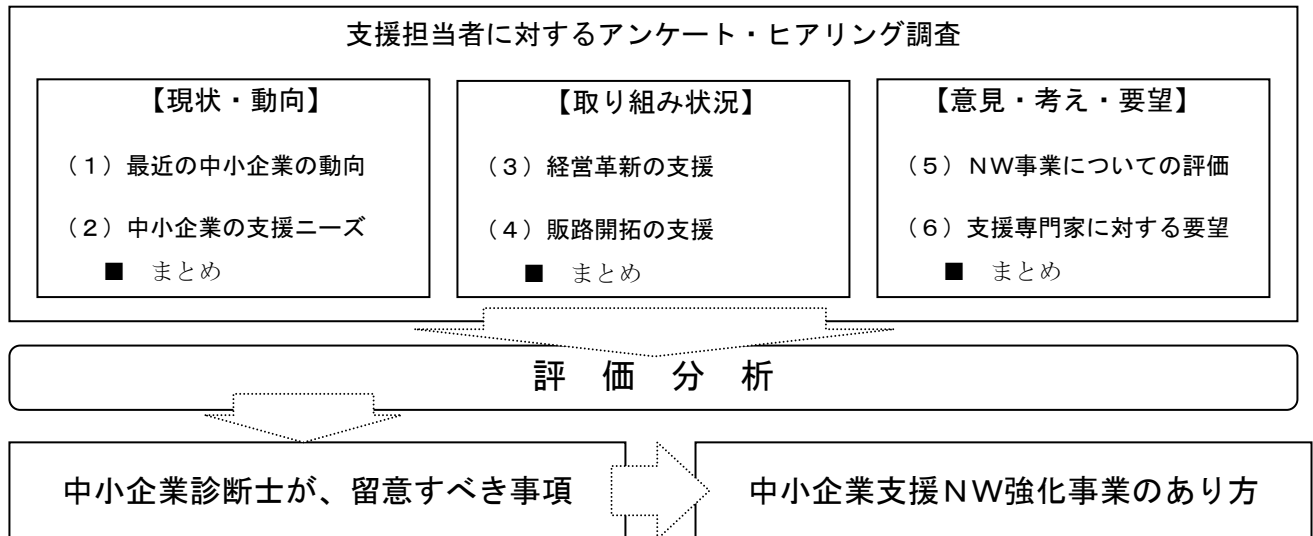 支援担当者に対するアンケート・ヒアリング調査
【現状・動向】
（１）最近の中小企業の動向
（２）中小企業の支援ニーズ
■ まとめ
【取り組み状況】
（３）経営革新の支援
（４）販路開拓の支援
■ まとめ
【意見・考え・要望】
（５）ＮＷ事業についての評価
（６）支援専門家に対する要望
■ まとめ
評　価　分　析
中小企業診断士が、留意すべき事項
中小企業支援ＮＷ強化事業のあり方